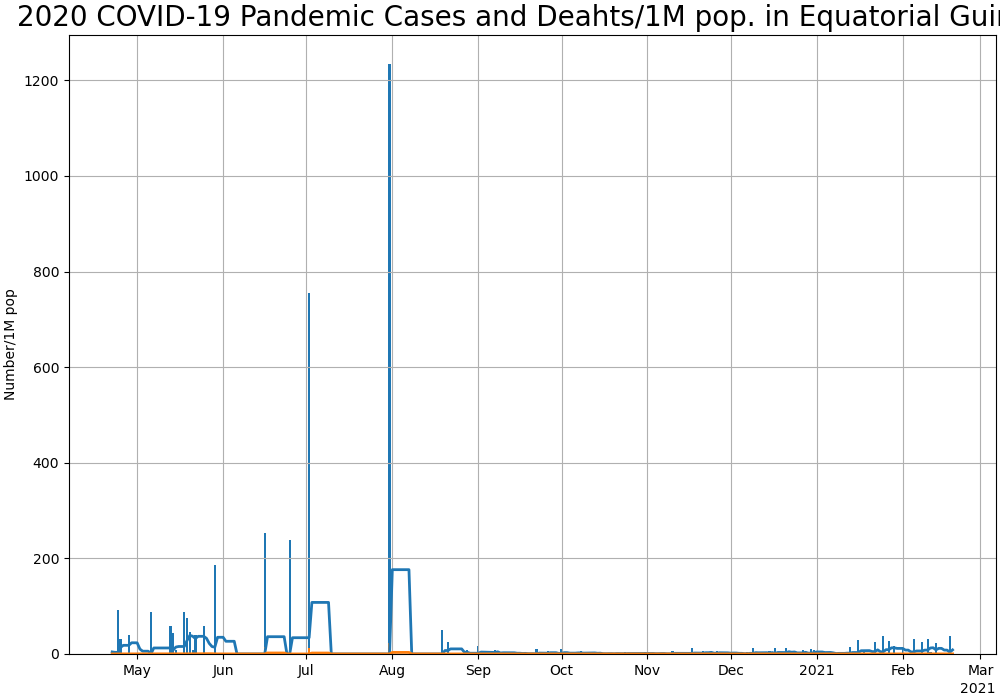 2020 COVID-19 Pandemic Cases and Deahts/1M pop. in Equatorial Gui
1200
1000
800
600
400
200
0
Number/1M pop
May Jun Jul Aug Sep Oct Nov Dec 2021 Feb Mar
2021